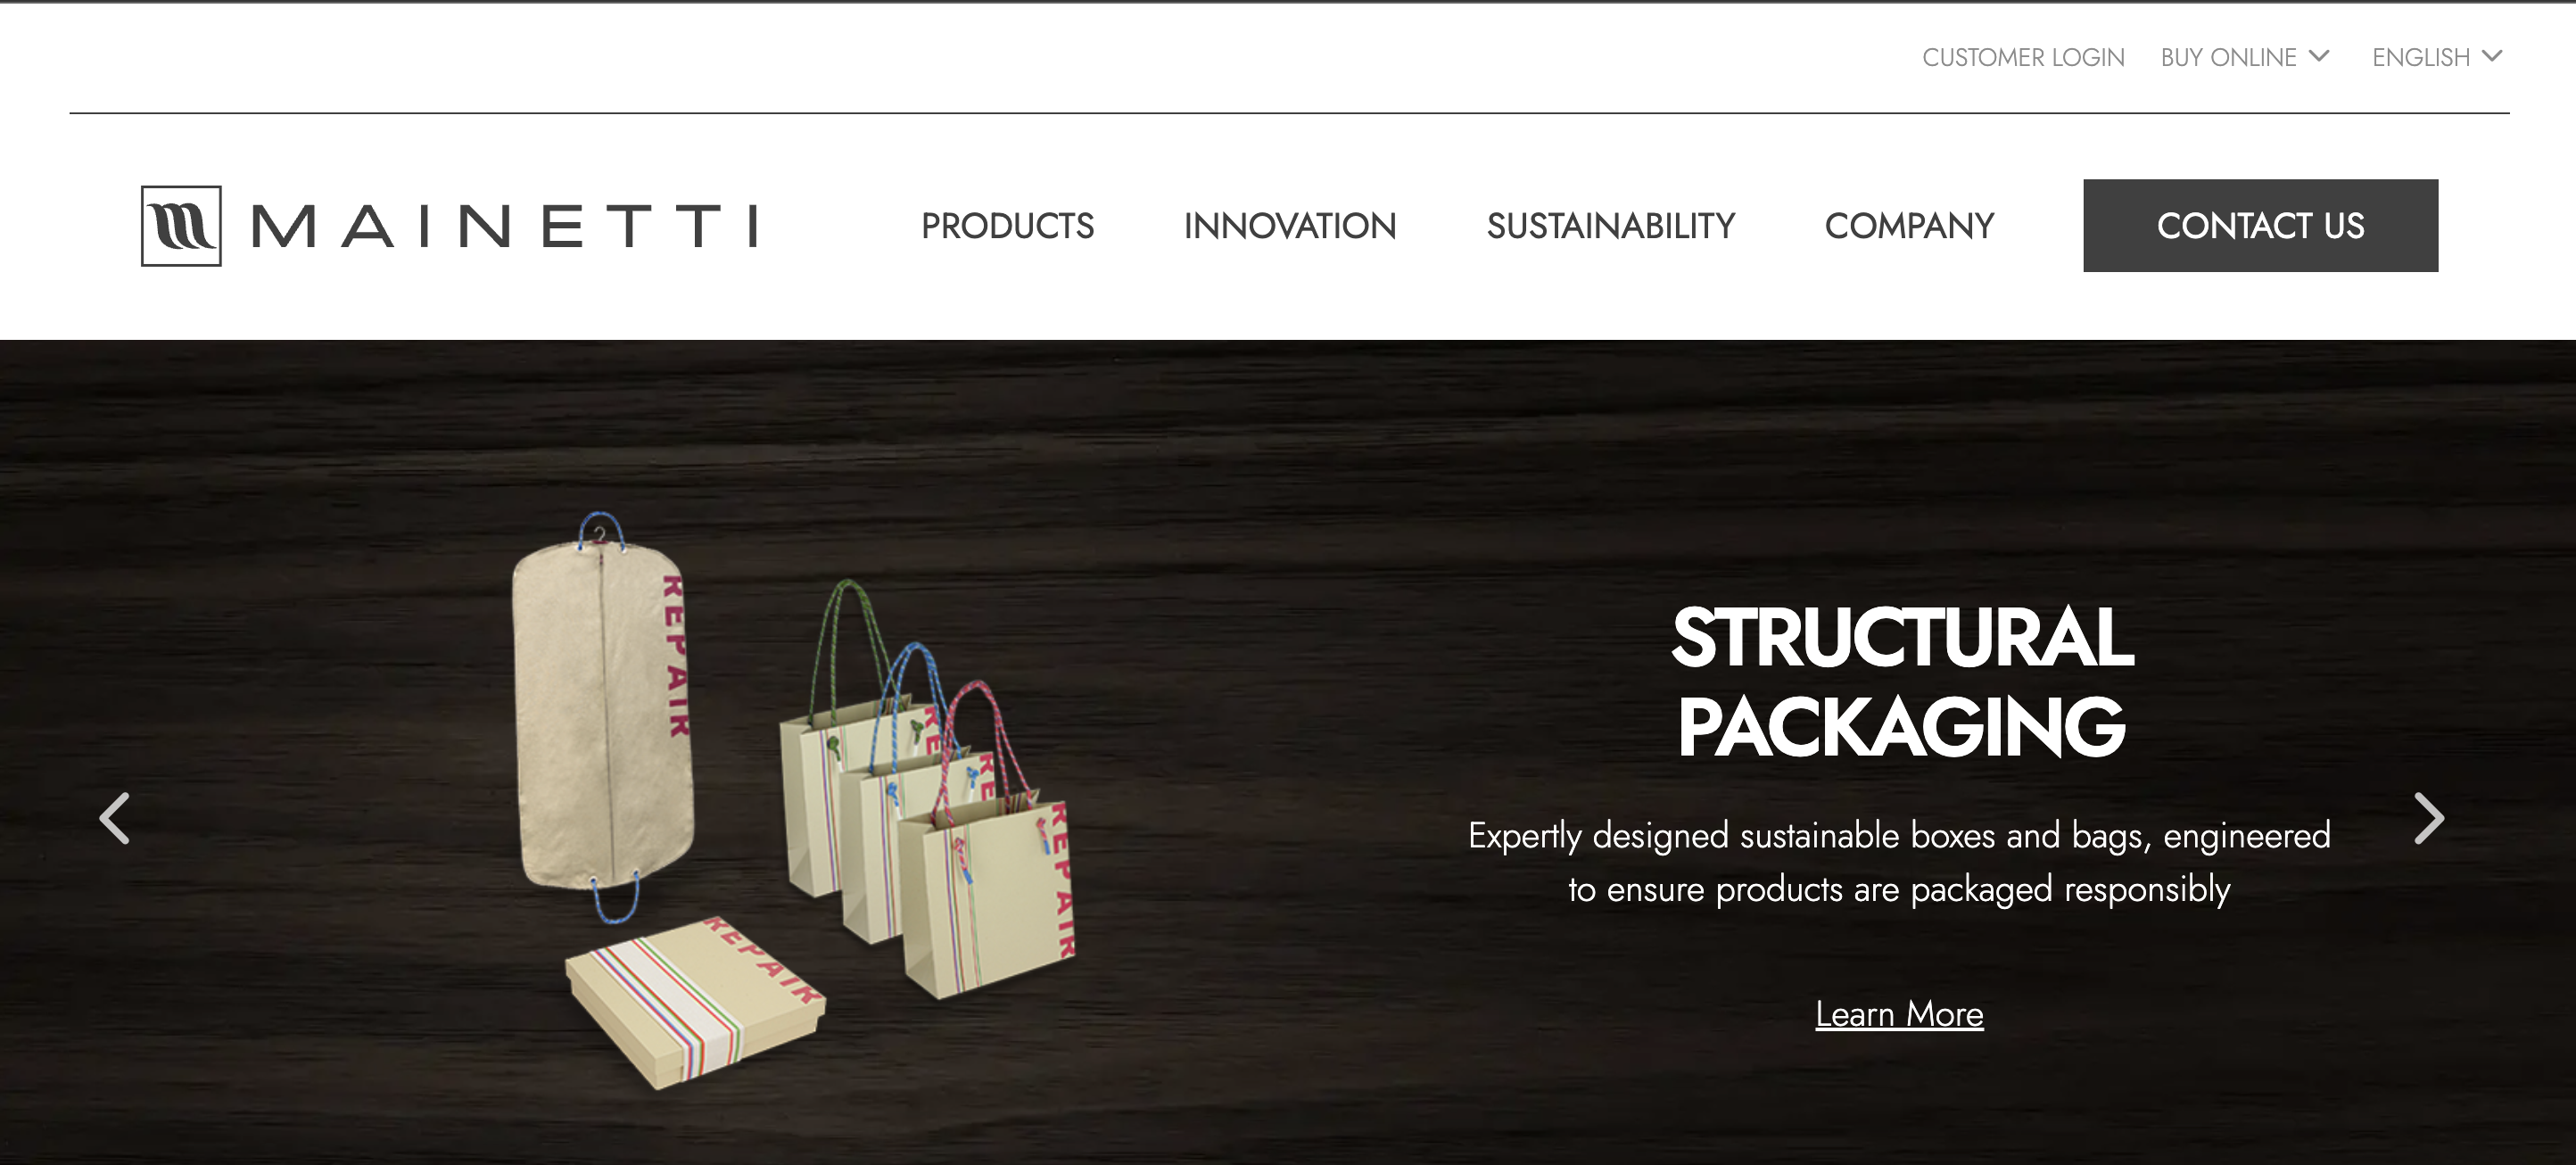 CUSTOMER LOGIN BUY ONLINE ENGLISH
MAINETTI PRODUCTS INNOVATION SUSTAINABILITY COMPANY CONTACT US
REPAIR
RE
RE
REPAIR
REPAIR
STRUCTURAL
PACKAGING
Expertly designed sustainable boxes and bags, engineered
to ensure products are packaged responsibly
Learn More